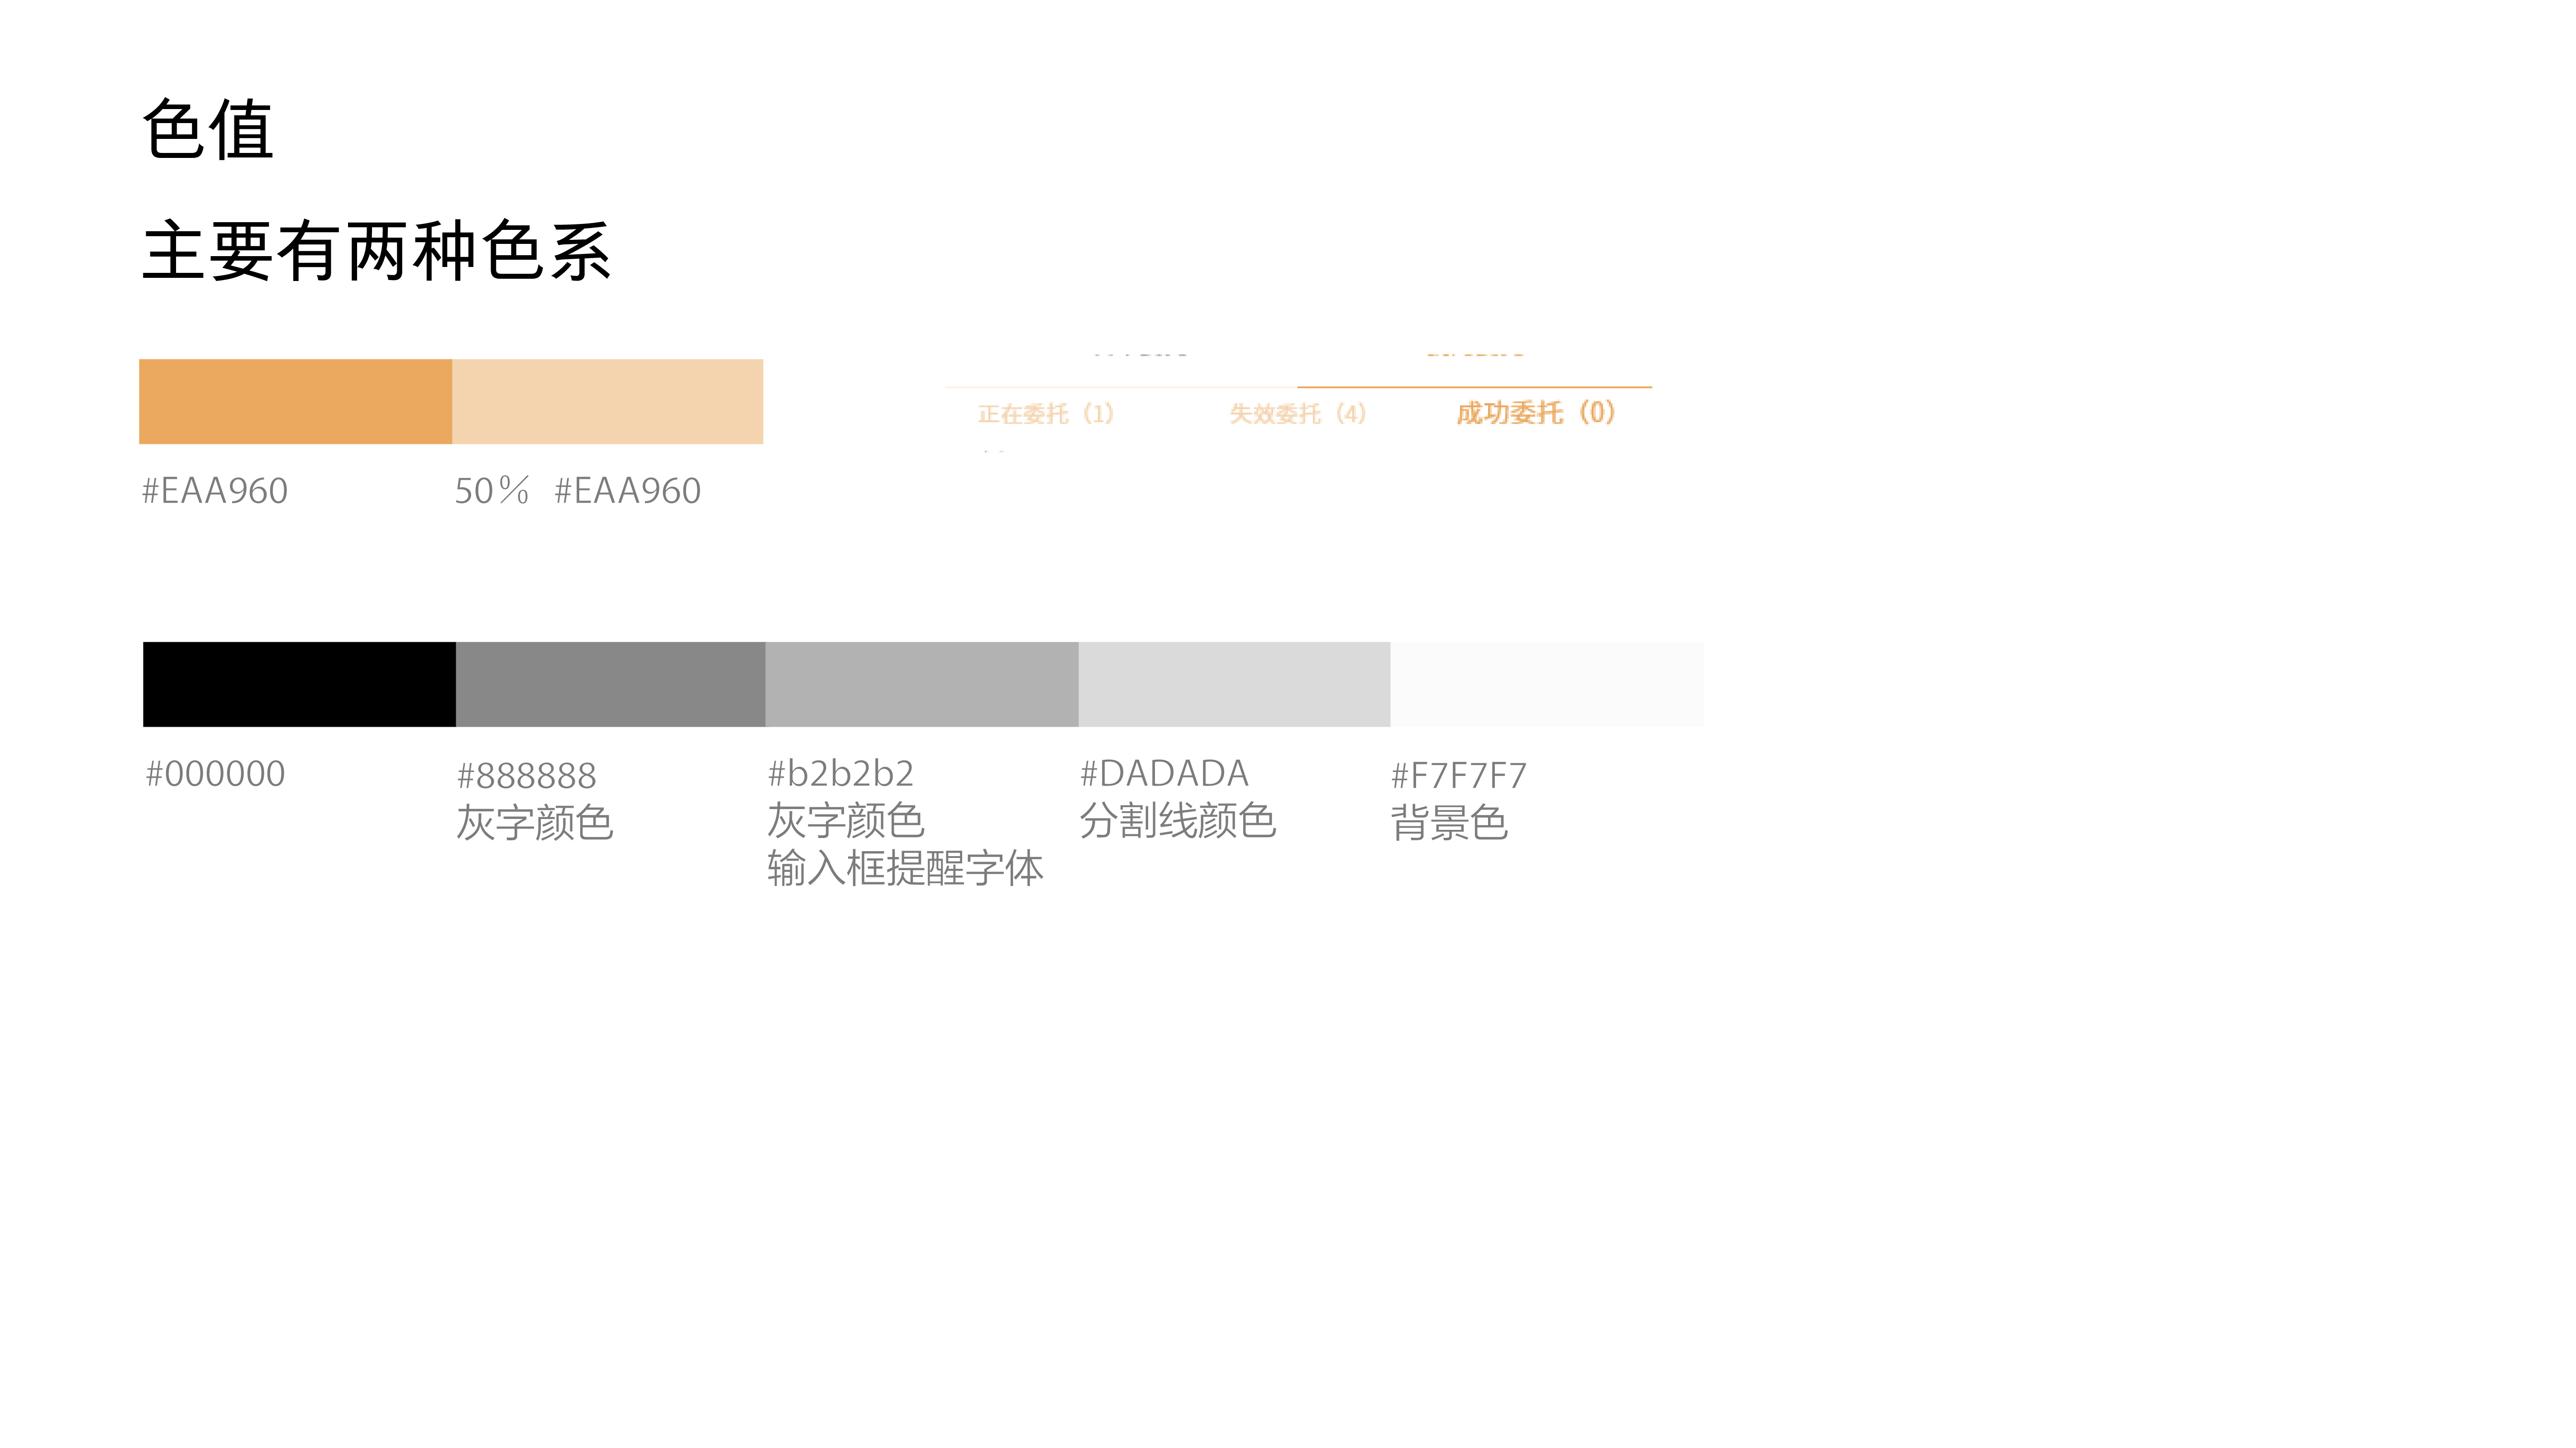 色值
主要有两种色系
正在委托（1） 失效委托（4） 成功委托（0）
#EAA960 50％ #EAA960
#000000 #888888 #b2b2b2 #DADADA #F7F7F7
灰字颜色 灰字颜色 分割线颜色 背景色
输入框提醒字体